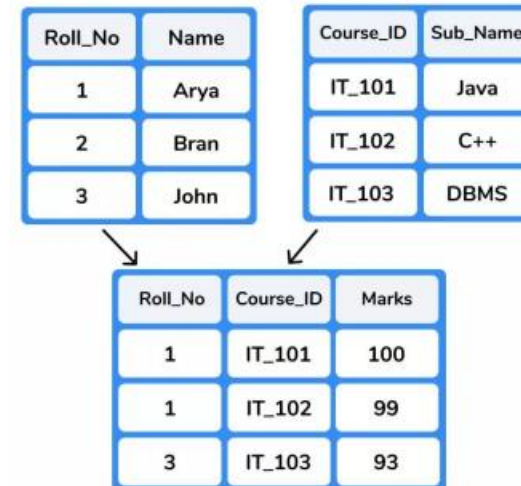 Roll_No Name
1 Arya
2 Bran
3 John
Course_ID Sub_Name
IT_101 Java
IT_102 C++
IT_103 DBMS
Roll_No Course_ID Marks
1 IT_101 100
1 IT_102 99
3 IT_103 93